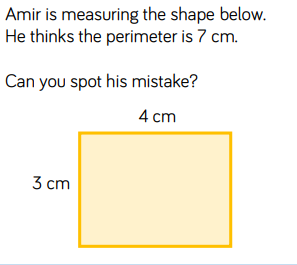 Amir is measuring the shape below.
He thinks the perimeter is 7 cm.
Can you spot his mistake?
4 cm
3 cm